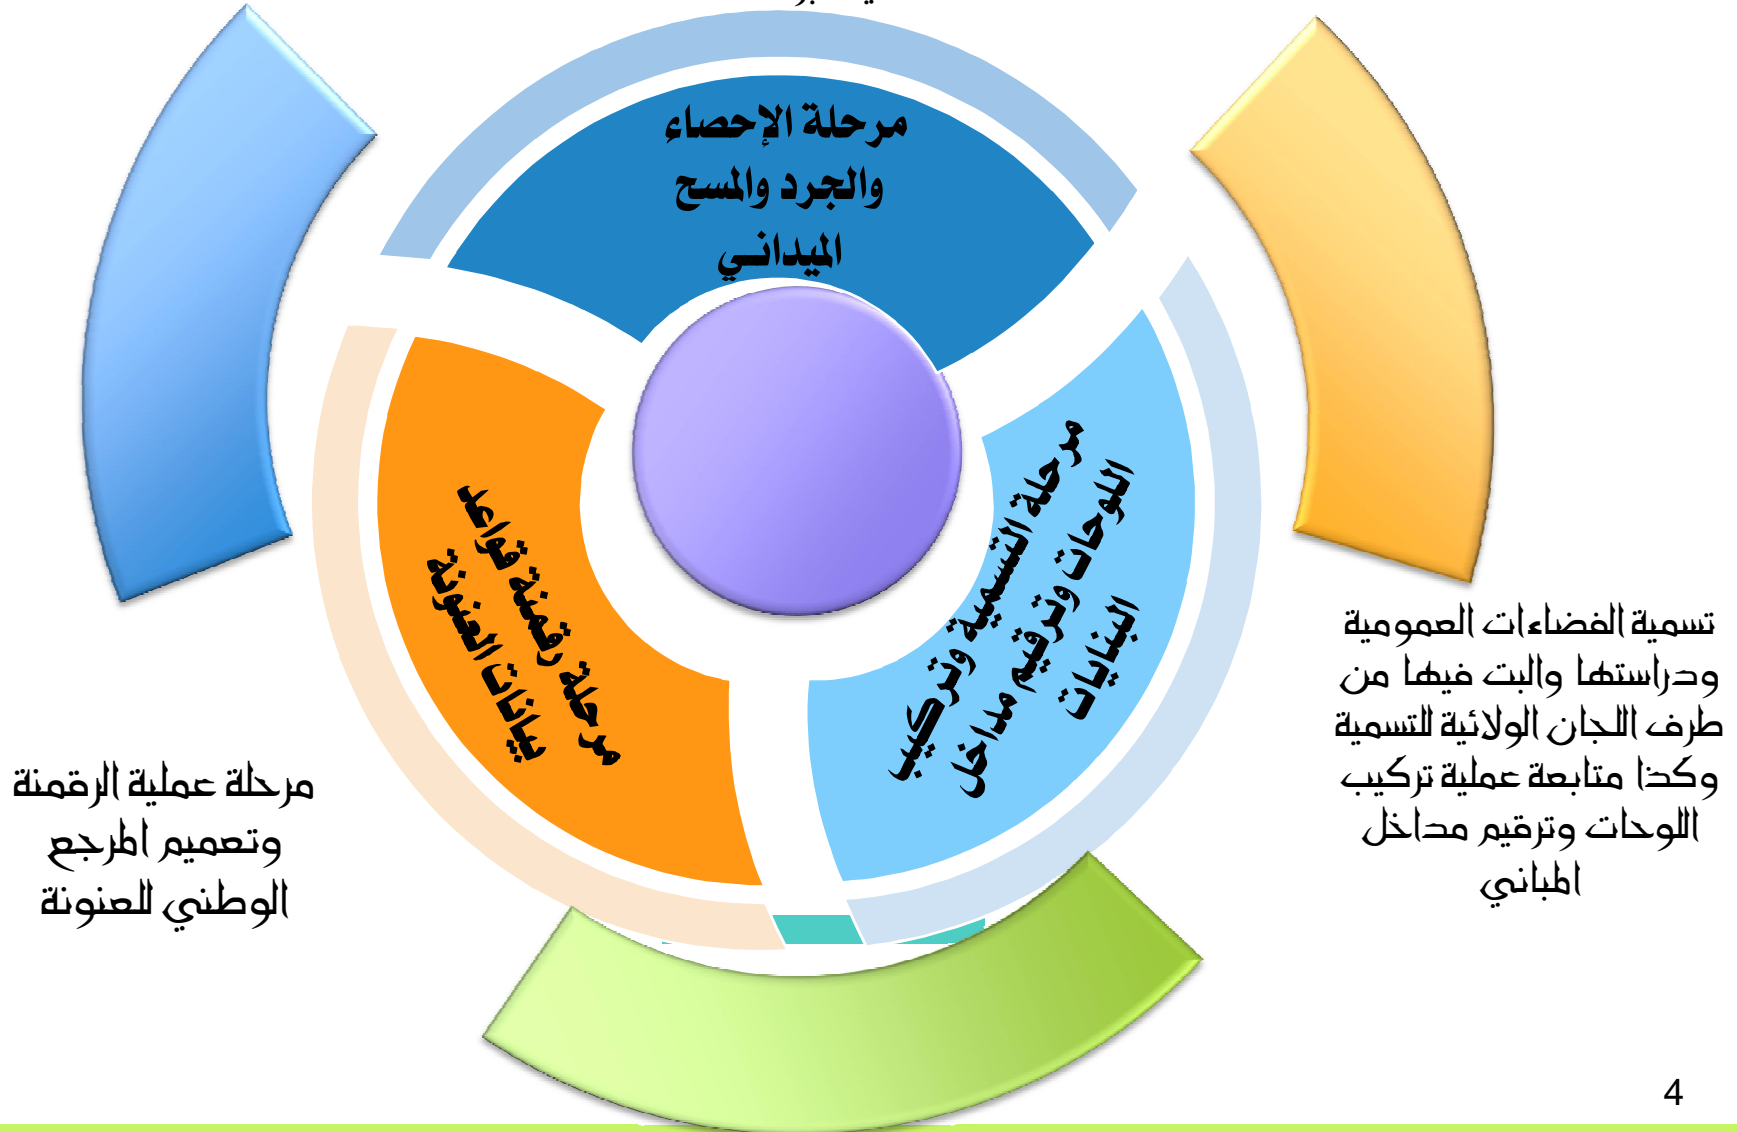 مرحلة الإحصاء
والجرد والمسح
الميداني
مرحلة التسمية وتركيب
اللوحات وترقيم مداخل
البنايات
مرحلة رقمنة قواعد
بيانات العنونة
تسمية الفضاءات العمومية
ودراستها والبت فيها من
طرف اللجان الولائية للتسمية
وكذا متابعة عملية تركيب
اللوحات وترقيم مداخل
المباني
مرحلة عملية الرقمنة
وتعميم المرجع
الوطني للعنونة
4